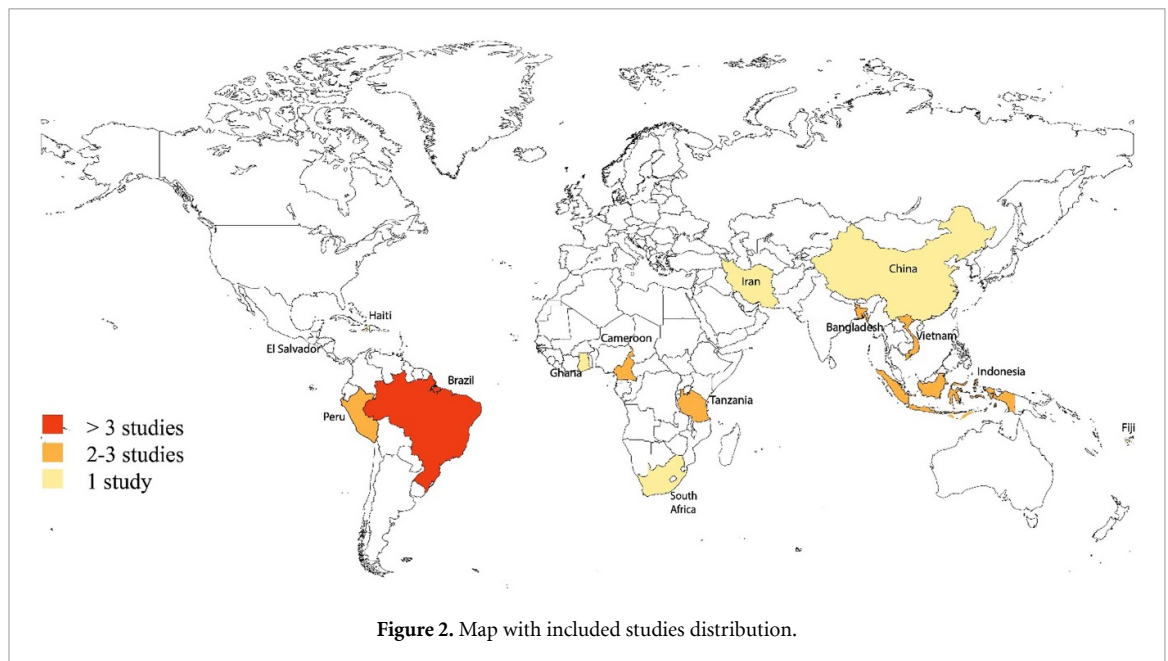 Haiti
El Salvador
Brazil
Peru
Cameroon
Ghana
Tanzania
South
Africa
Iran
China
Bangladesh
Vietnam
Indonesia
Fiji
> 3 studies
2-3 studies
1 study
Figure 2. Map with included studies distribution.